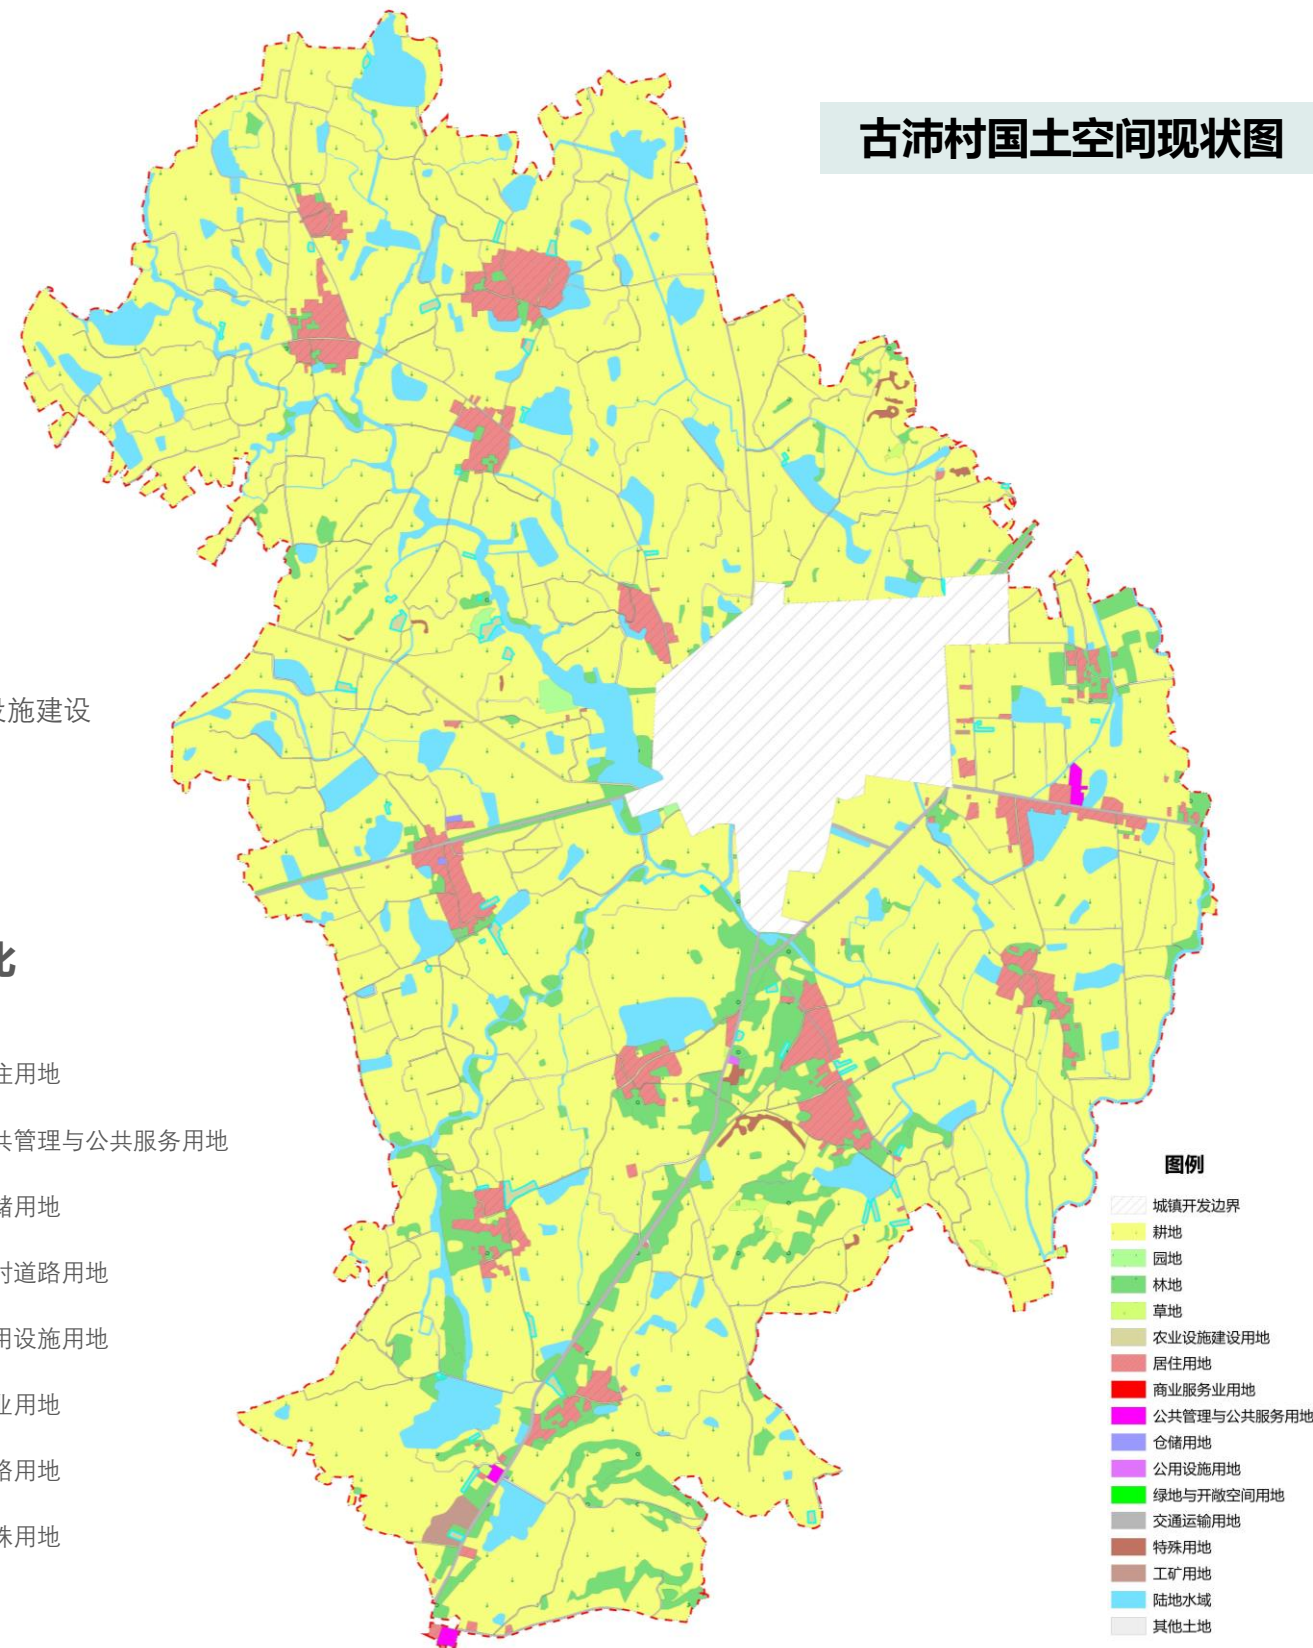 古沛村国土空间现状图
设施建设
比
住用地
共管理与公共服务用地
储用地
村道路用地
用设施用地
业用地
路用地
殊用地
图例
城镇开发边界
耕地
园地
林地
草地
农业设施建设用地
居住用地
商业服务业用地
公共管理与公共服务用地
仓储用地
公用设施用地
绿地与开敞空间用地
交通运输用地
特殊用地
工矿用地
陆地水域
其他土地